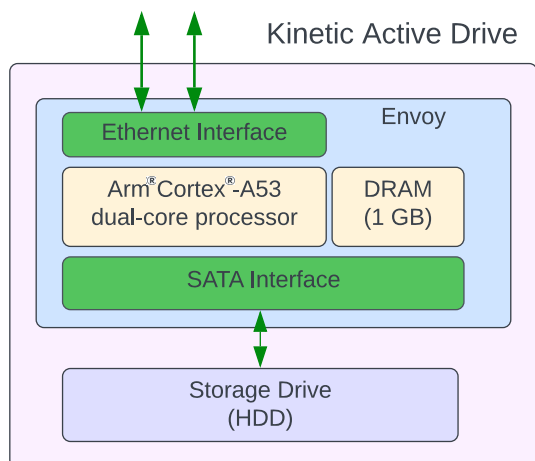 Kinetic Active Drive
Envoy
Ethernet Interface
Arm®Cortex®-A53
dual-core processor
DRAM
(1 GB)
SATA Interface
Storage Drive
(HDD)